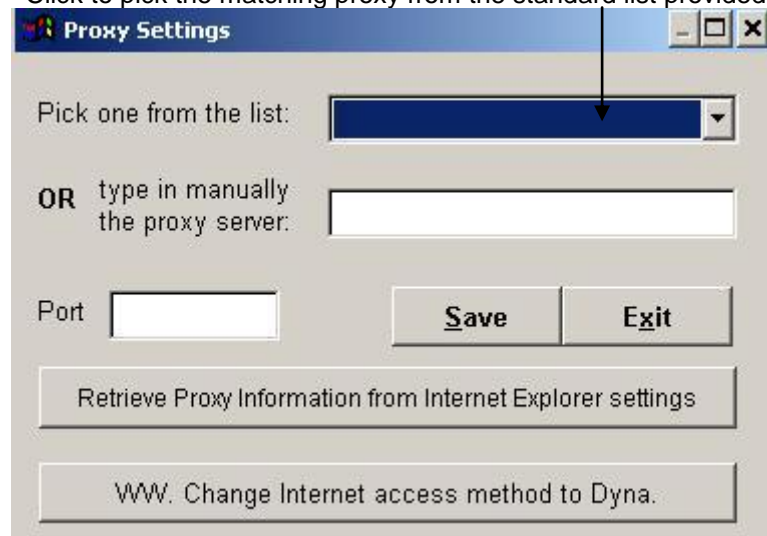 Click to pick the matching proxy from the standard list provided
Proxy Settings
Pick one from the list:
OR type in manually
the proxy server:
Port
Save
Exit
Retrieve Proxy Information from Internet Explorer settings
WW. Change Internet access method to Dyna.